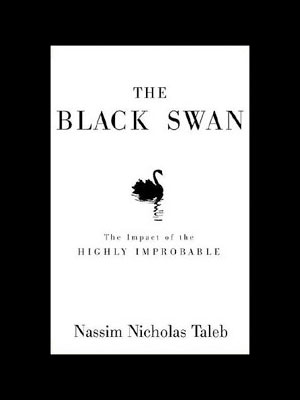 THE
BLACK SWAN
The Impact of the
HIGHLY IMPROBABLE
Nassim Nicholas Taleb